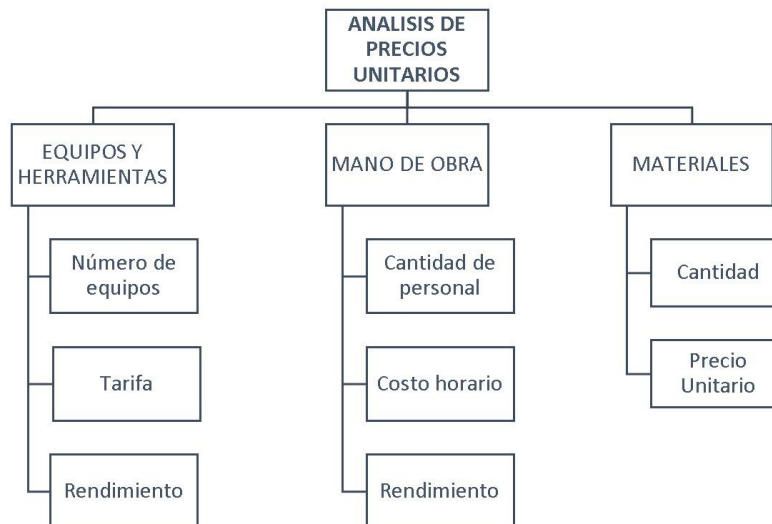 ANALISIS DE
PRECIOS
UNITARIOS
EQUIPOS Y
HERRAMIENTAS
Número de
equipos
Tarifa
Rendimiento
MANO DE OBRA
Cantidad de
personal
Costo horario
Rendimiento
MATERIALES
Cantidad
Precio
Unitario